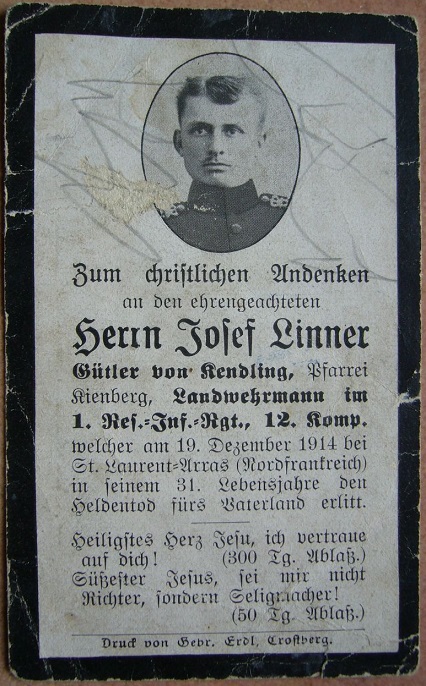 Zum christlichen Andenken
an den ehrengeachteten
Herrn Josef Linner
Gütler von Kendling, Pfarrei
Kienberg, Landwehrmann im
1. Res.-Inf.-Rgt., 12. Komp.
welcher am 19. Dezember 1914 bei
St. Laurent-Arras (Nordfrankreich)
in seinem 31. Lebensjahre den
Heldentod fürs Vaterland erlitt.
Heiligstes Herz Jesu, ich vertraue
auf dich! (300 Tg. Ablaß.)
Süßester Jesus, sei mir nicht
Richter, sondern Seligmacher!
(50 Tg. Ablaß.)
Druck von Gebr. Erdl, Trostberg.